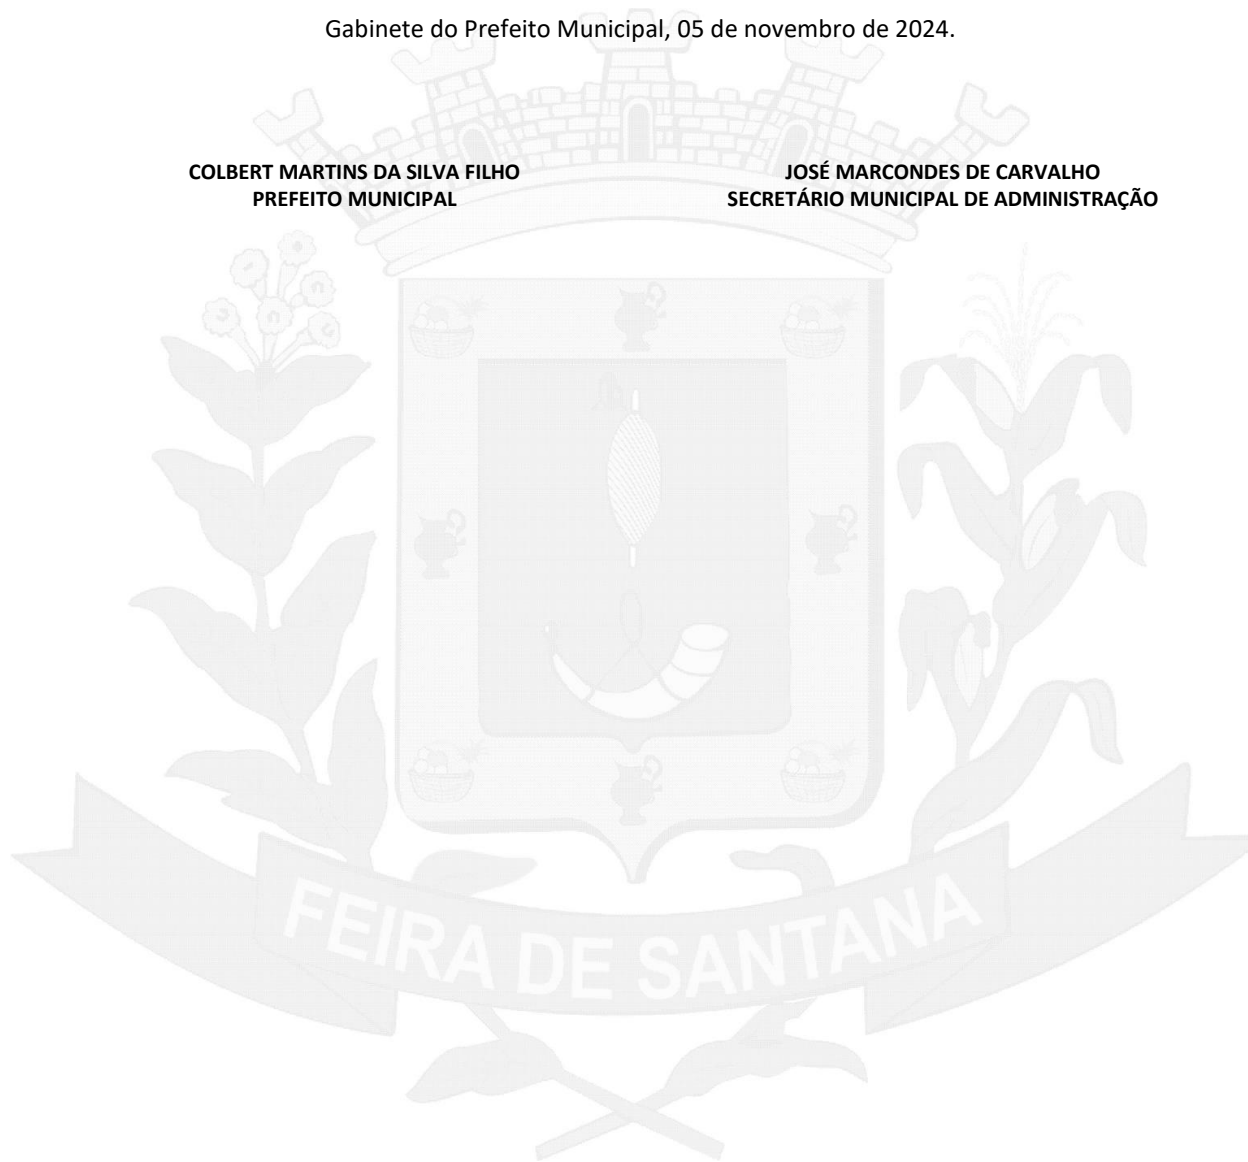 Gabinete do Prefeito Municipal, 05 de novembro de 2024.
COLBERT MARTINS DA SILVA FILHO
PREFEITO MUNICIPAL
JOSÉ MARCONDES DE CARVALHO
SECRETÁRIO MUNICIPAL DE ADMINISTRAÇÃO
FEIRA DE SANTANA